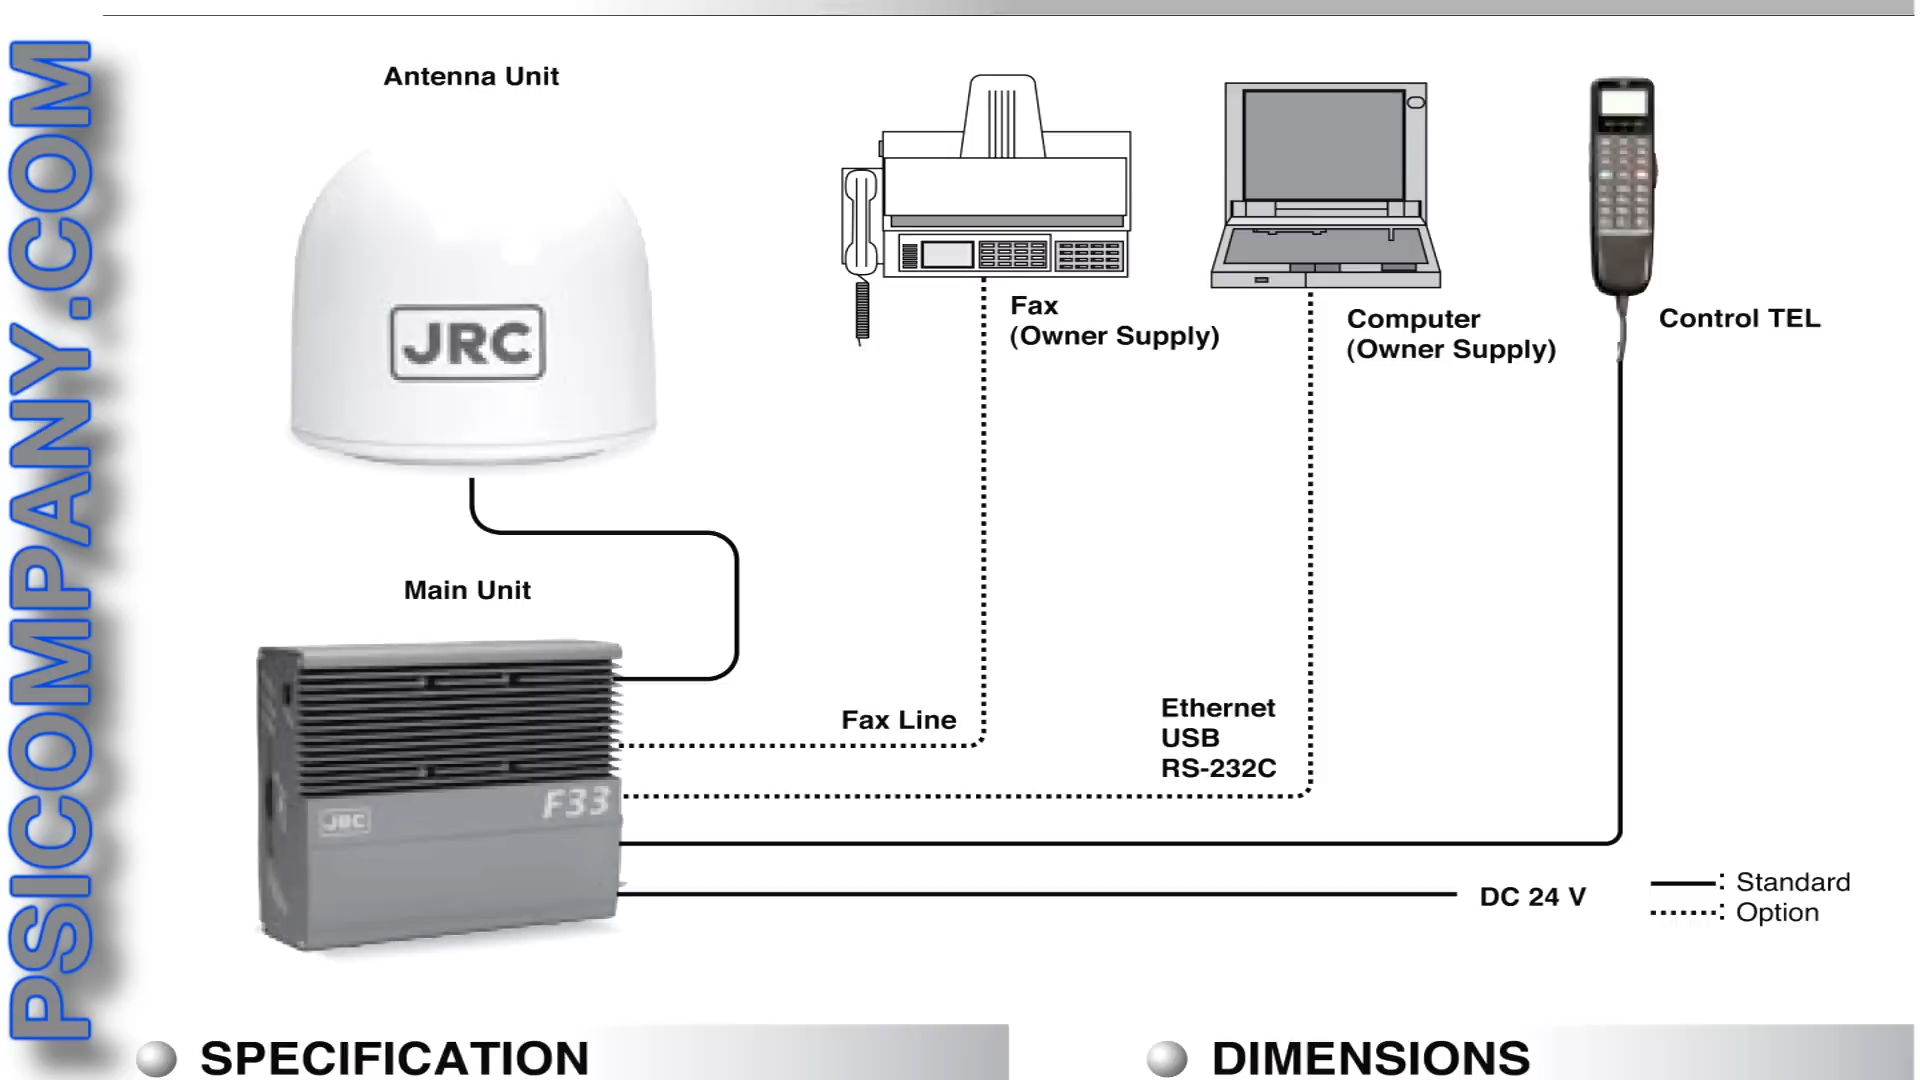 PSICOMPANY.COM
Antenna Unit
JRC
Fax
(Owner Supply)
Computer
(Owner Supply)
Control TEL
Main Unit
Fax Line
Ethernet
USB
RS-232C
F33
JRC
DC 24 V
: Standard
: Option
SPECIFICATION
DIMENSIONS